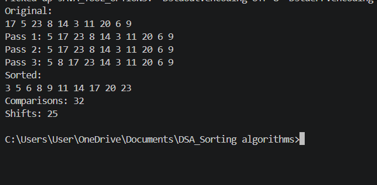 Original:
17 5 23 8 14 3 11 20 6 9
Pass 1: 5 17 23 8 14 3 11 20 6 9
Pass 2: 5 17 23 8 14 3 11 20 6 9
Pass 3: 5 8 17 23 14 3 11 20 6 9
Sorted:
3 5 6 8 9 11 14 17 20 23
Comparisons: 32
Shifts: 25
C:\Users\User\OneDrive\Documents\DSA_Sorting algorithms>